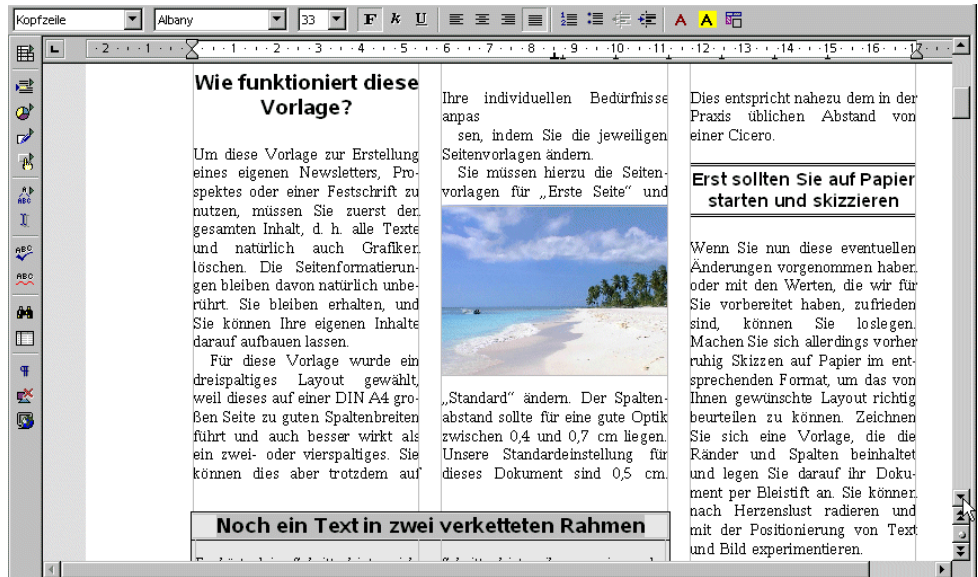 Kopfzeile Albany 33 F k U
Wie funktioniert diese
Vorlage?
Um diese Vorlage zur Erstellung
eines eigenen Newsletters, Pro-
spektes oder einer Festschrift zu
nutzen, müssen Sie zuerst den
gesamten Inhalt, d. h. alle Texte
und natürlich auch Grafiken
löschen. Die Seitenformatierun-
gen bleiben davon natürlich unbe-
rührt. Sie bleiben erhalten, und
Sie können Ihre eigenen Inhalte
darauf aufbauen lassen.
Für diese Vorlage wurde ein
dreispaltiges Layout gewählt,
weil dieses auf einer DIN A4 gro-
ßen Seite zu guten Spaltenbreiten
führt und auch besser wirkt als
ein zwei- oder vierspaltiges. Sie
können dies aber trotzdem auf
Ihre individuellen Bedürfnisse
anpas
sen, indem Sie die jeweiligen
Seitenvorlagen ändern.
Sie müssen hierzu die Seiten-
vorlagen für „Erste Seite“ und
„Standard“ ändern. Der Spalten-
abstand sollte für eine gute Optik
zwischen 0,4 und 0,7 cm liegen.
Unsere Standardeinstellung für
dieses Dokument sind 0,5 cm.
Dies entspricht nahezu dem in der
Praxis üblichen Abstand von
einer Cicero.
Erst sollten Sie auf Papier
starten und skizzieren
Wenn Sie nun diese eventuellen
Änderungen vorgenommen haben
oder mit den Werten, die wir für
Sie vorbereitet haben, zufrieden
sind, können Sie loslegen.
Machen Sie sich allerdings vorher
ruhig Skizzen auf Papier im ent-
sprechenden Format, um das von
Ihnen gewünschte Layout richtig
beurteilen zu können. Zeichnen
Sie sich eine Vorlage, die die
Ränder und Spalten beinhaltet
und legen Sie darauf ihr Doku-
ment per Bleistift an. Sie können
nach Herzenslust radieren und
mit der Positionierung von Text
und Bild experimentieren.
Noch ein Text in zwei verketteten Rahmen